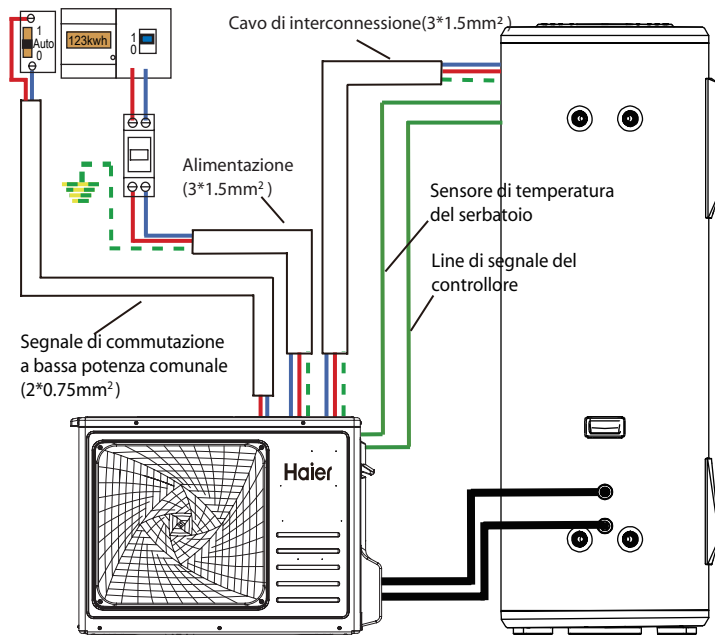 Cavo di interconnessione(3*1.5mm²)
1
Auto
0
123kwh
1
0
Alimentazione
(3*1.5mm²)
Sensore di temperatura
del serbatoio
Line di segnale del
controllore
Segnale di commutazione
a bassa potenza comunale
(2*0.75mm²)
Haier